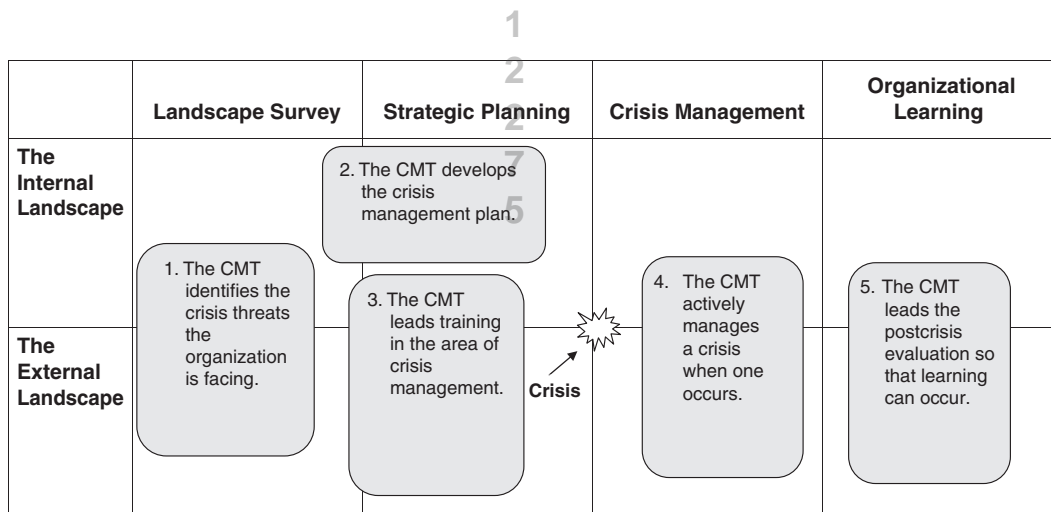 1
2
2
7
5
Landscape Survey
Strategic Planning
Crisis Management
Organizational
Learning
The
Internal
Landscape
2. The CMT develops
the crisis
management plan.
1. The CMT
identifies the
crisis threats
the
organization
is facing.
3. The CMT
leads training
in the area of
crisis
management.
Crisis
4. The CMT
actively
manages
a crisis
when one
occurs.
5. The CMT
leads the
postcrisis
evaluation so
that learning
can occur.
The
External
Landscape